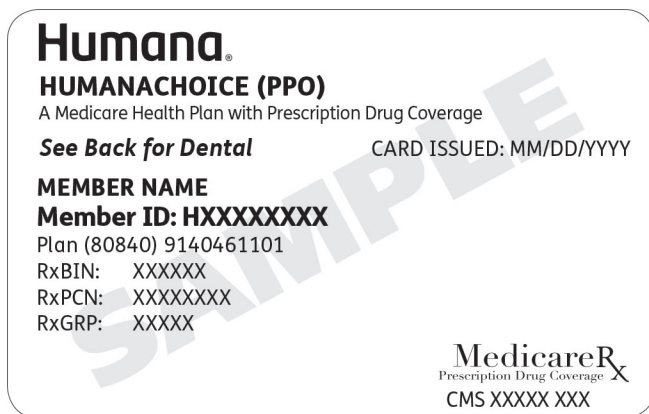 Humana®
HUMANACHOICE (PPO)
A Medicare Health Plan with Prescription Drug Coverage
See Back for Dental CARD ISSUED: MM/DD/YYYY
MEMBER NAME
Member ID: HXXXXXXXX
Plan (80840) 9140461101
RxBIN: XXXXXX
RxPCN: XXXXXXXX
RxGRP: XXXXX
SAMPLE
MedicareRx
Prescription Drug Coverage
CMS XXXXX XXX